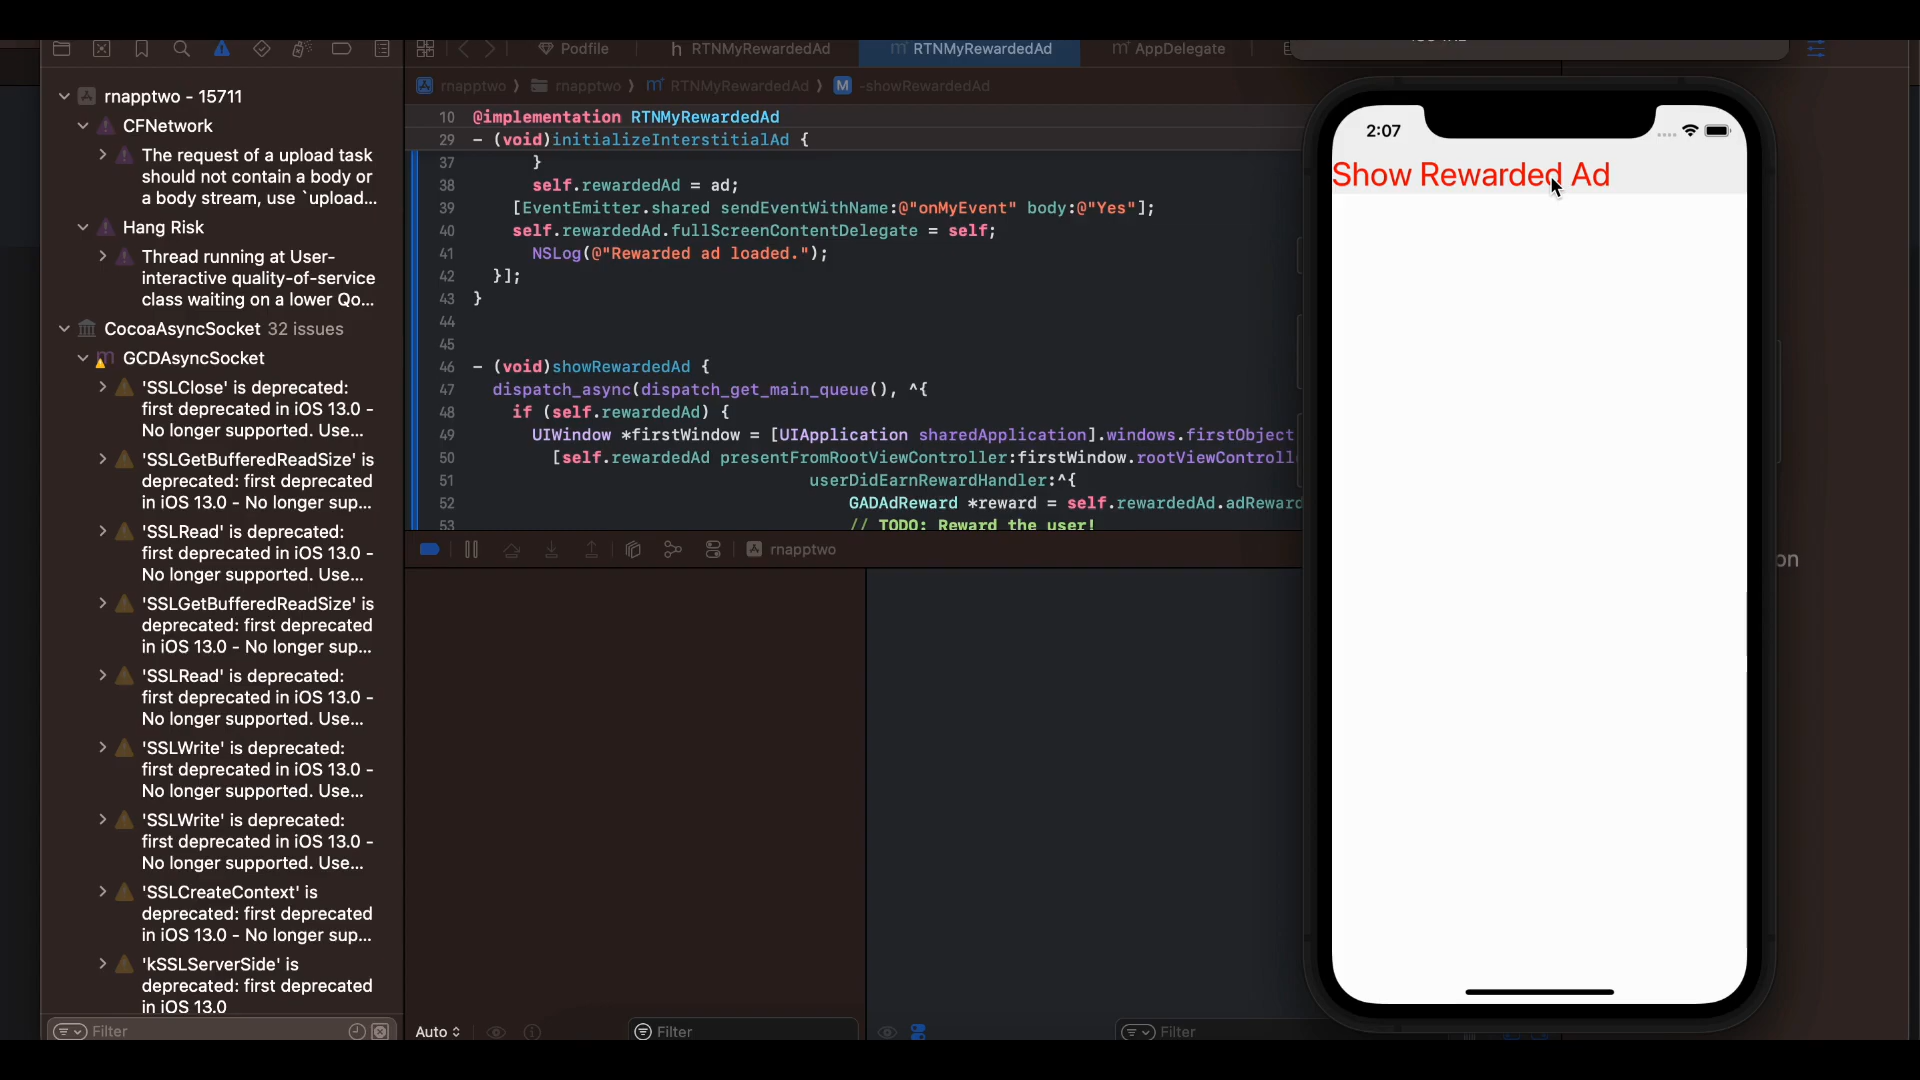 Podfile
h RTNMyRewardedAd
m RTNMyRewardedAd
m AppDelegate
rnapptwo 〉 rnapptwo 〉 m RTNMyRewardedAd 〉 M -showRewardedAd
rnapptwo - 15711
CFNetwork
The request of a upload task
should not contain a body or
a body stream, use `upload...
Hang Risk
Thread running at User-
interactive quality-of-service
class waiting on a lower Qo...
CocoaAsyncSocket 32 issues
m GCDAsyncSocket
'SSLClose' is deprecated:
first deprecated in iOS 13.0 -
No longer supported. Use...
'SSLGetBufferedReadSize' is
deprecated: first deprecated
in iOS 13.0 - No longer sup...
'SSLRead' is deprecated:
first deprecated in iOS 13.0 -
No longer supported. Use...
'SSLGetBufferedReadSize' is
deprecated: first deprecated
in iOS 13.0 - No longer sup...
'SSLRead' is deprecated:
first deprecated in iOS 13.0 -
No longer supported. Use...
'SSLWrite' is deprecated:
first deprecated in iOS 13.0 -
No longer supported. Use...
'SSLWrite' is deprecated:
first deprecated in iOS 13.0 -
No longer supported. Use...
'SSLCreateContext' is
deprecated: first deprecated
in iOS 13.0 - No longer sup...
'kSSLServerSide' is
deprecated: first deprecated
in iOS 13.0
Filter
10 @implementation RTNMyRewardedAd
29 - (void)initializeInterstitialAd {
37 }
38 self.rewardedAd = ad;
39 [EventEmitter.shared sendEventWithName:@"onMyEvent" body:@"Yes"];
40 self.rewardedAd.fullScreenContentDelegate = self;
41 NSLog(@"Rewarded ad loaded.");
42 }];
43 }
44
45
46 - (void)showRewardedAd {
47 dispatch_async(dispatch_get_main_queue(), ^{
48 if (self.rewardedAd) {
49 UIWindow *firstWindow = [UIApplication sharedApplication].windows.firstObject
50 [self.rewardedAd presentFromRootViewController:firstWindow.rootViewControll
51 userDidEarnRewardHandler:^{
52 GADAdReward *reward = self.rewardedAd.adReward
53 // TODO: Reward the user!
rnapptwo
Auto
Filter
Filter
2:07
Show Rewarded Ad
on